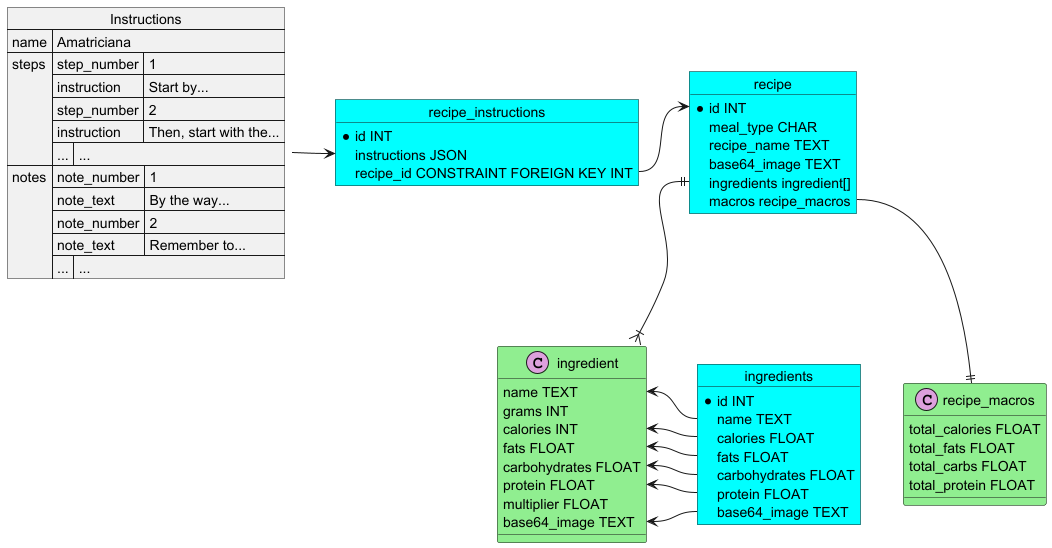 Instructions
name Amatriciana
steps step_number 1
instruction Start by...
step_number 2
instruction Then, start with the...
... ...
notes note_number 1
note_text By the way...
note_number 2
note_text Remember to...
... ...
recipe_instructions
id INT
instructions JSON
recipe_id CONSTRAINT FOREIGN KEY INT
recipe
id INT
meal_type CHAR
recipe_name TEXT
base64_image TEXT
ingredients ingredient[]
macros recipe_macros
C ingredient
name TEXT
grams INT
calories INT
fats FLOAT
carbohydrates FLOAT
protein FLOAT
multiplier FLOAT
base64_image TEXT
ingredients
id INT
name TEXT
calories FLOAT
fats FLOAT
carbohydrates FLOAT
protein FLOAT
base64_image TEXT
C recipe_macros
total_calories FLOAT
total_fats FLOAT
total_carbs FLOAT
total_protein FLOAT